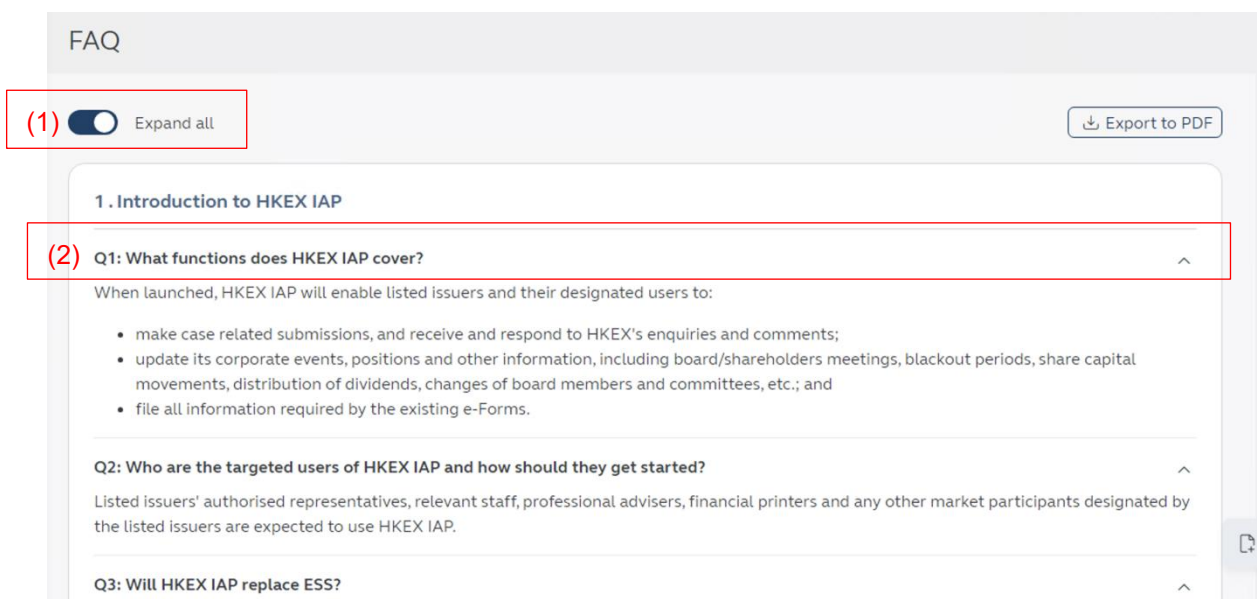 FAQ
(1) Expand all
Export to PDF
1. Introduction to HKEX IAP
(2) Q1: What functions does HKEX IAP cover?
When launched, HKEX IAP will enable listed issuers and their designated users to:
• make case related submissions, and receive and respond to HKEX's enquiries and comments;
• update its corporate events, positions and other information, including board/shareholders meetings, blackout periods, share capital
movements, distribution of dividends, changes of board members and committees, etc.; and
• file all information required by the existing e-Forms.
Q2: Who are the targeted users of HKEX IAP and how should they get started?
Listed issuers' authorised representatives, relevant staff, professional advisers, financial printers and any other market participants designated by
the listed issuers are expected to use HKEX IAP.
Q3: Will HKEX IAP replace ESS?